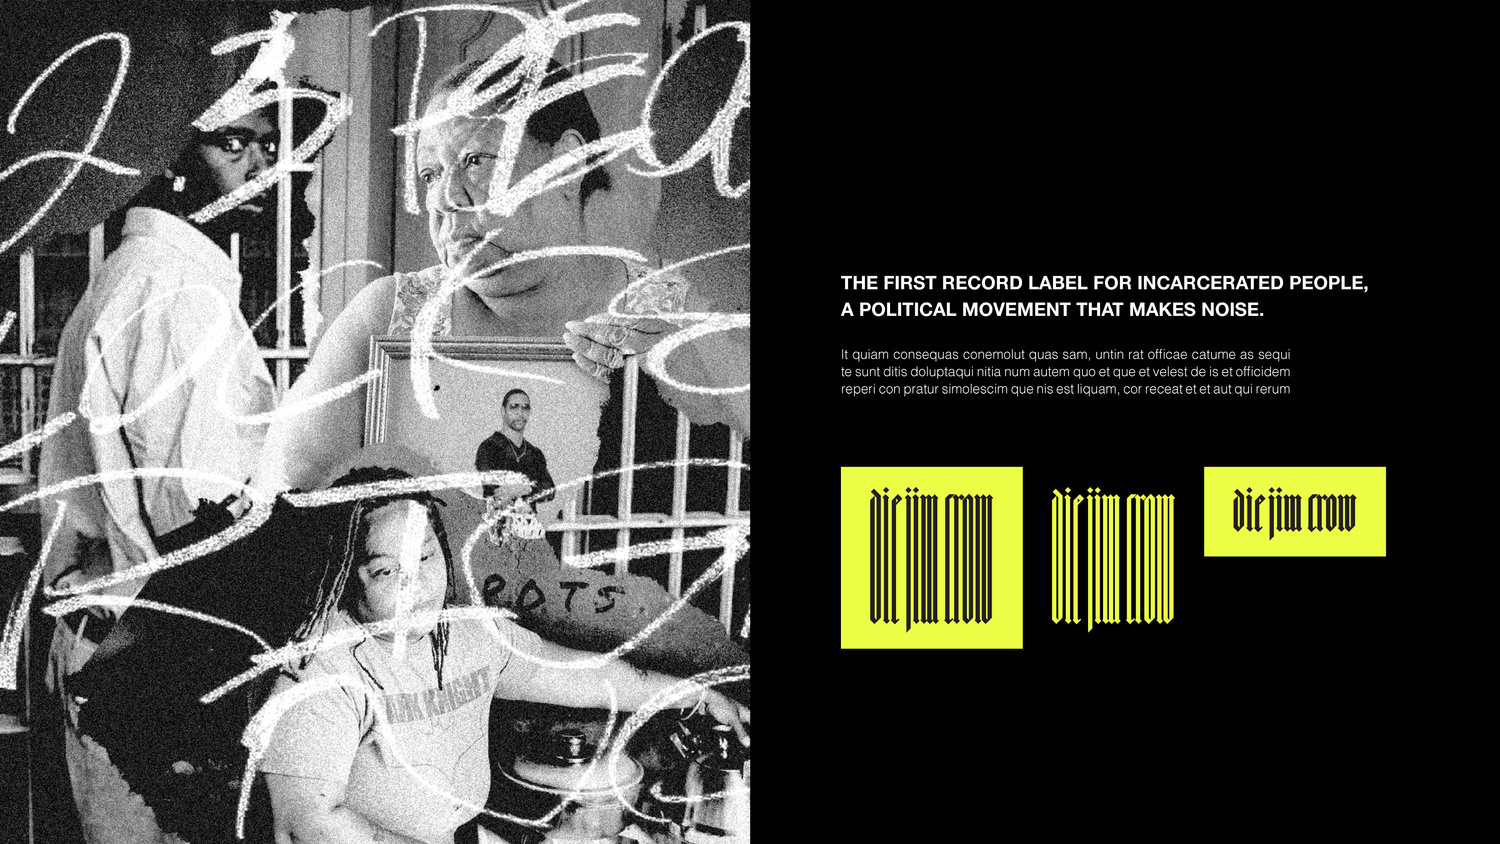 THE FIRST RECORD LABEL FOR INCARCERATED PEOPLE,
A POLITICAL MOVEMENT THAT MAKES NOISE.
It quiam consequas conemolut quas sam, untin rat officae catume as sequi
te sunt ditis doluptaqui nitia num autem quo et que et velest de is et officidem
reperi con pratur simolescim que nis est liquam, cor receat et et aut qui rerum
die jim crow
die jim crow
die jim crow
KNIGHT